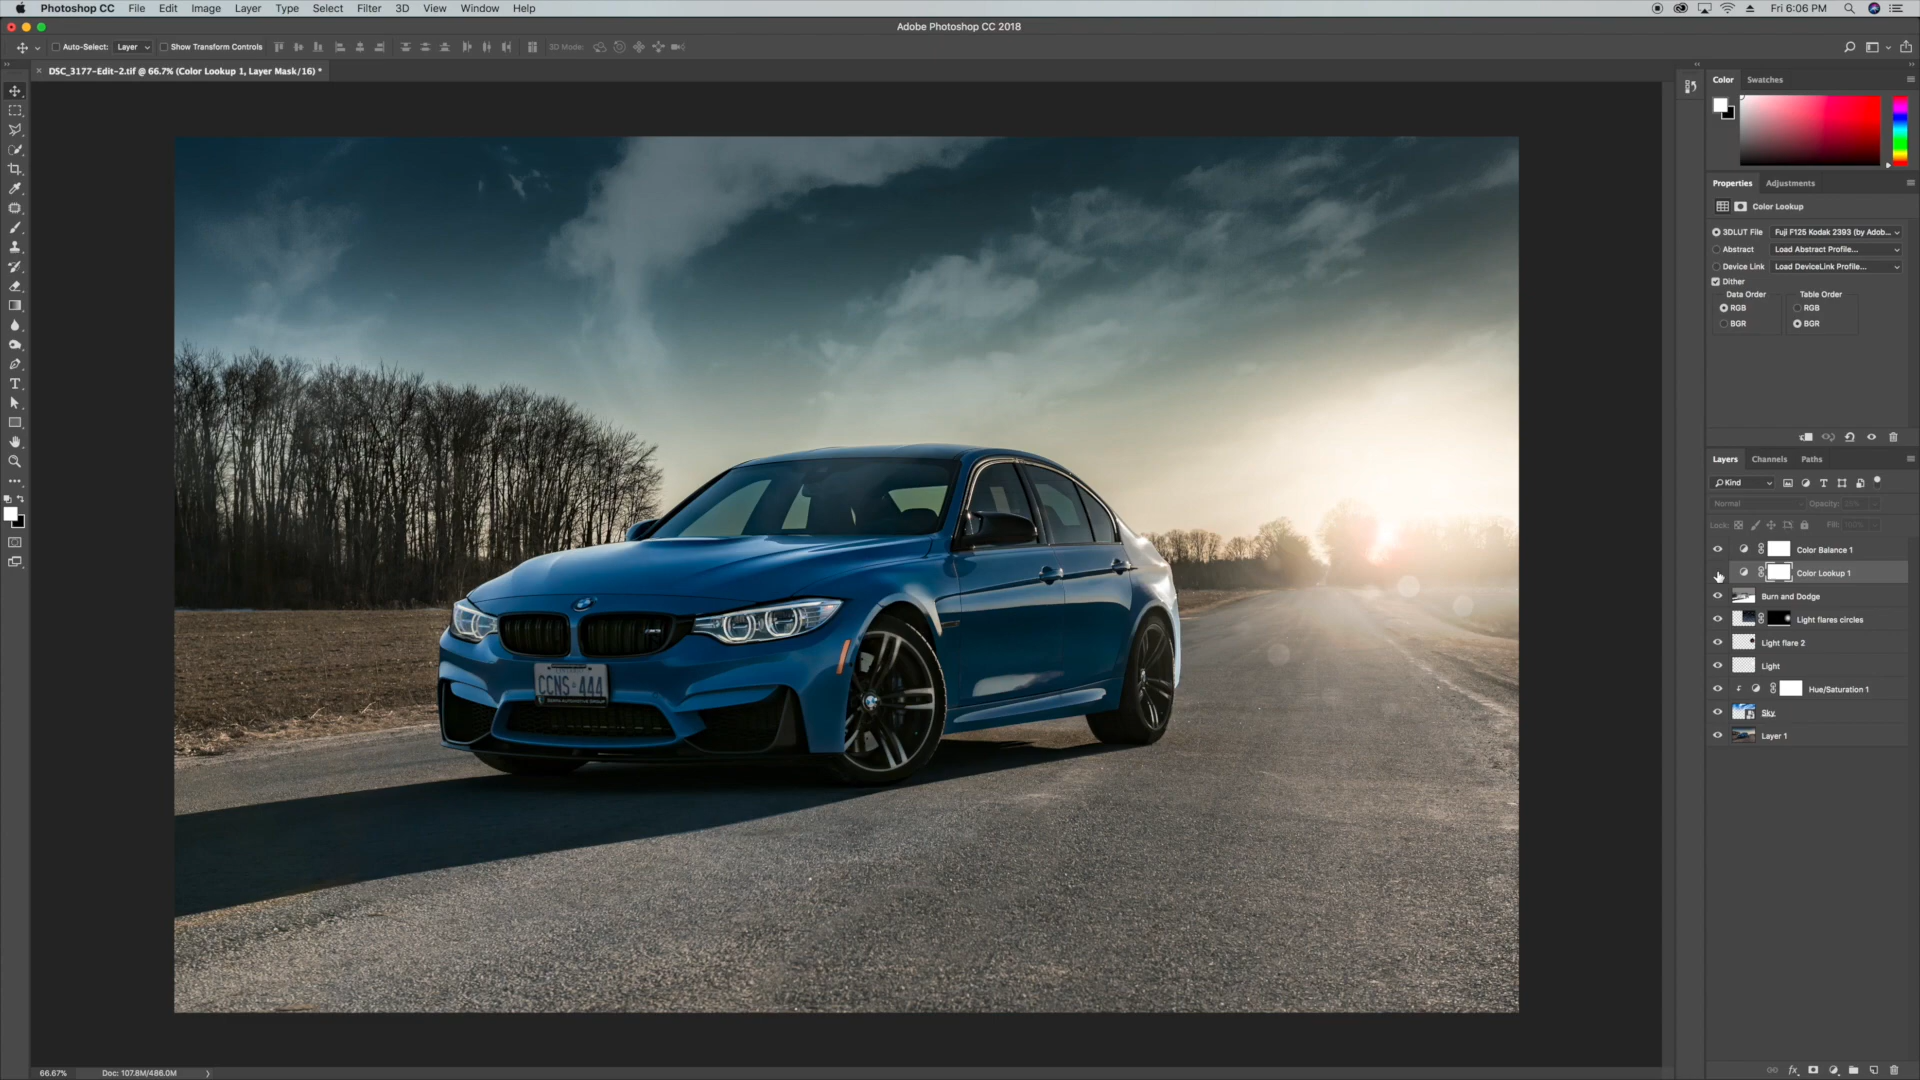 Photoshop CC File Edit Image Layer Type Select Filter 3D View Window Help Fri 6:06 PM
Adobe Photoshop CC 2018
Auto-Select: Layer Show Transform Controls 3D Mode:
DSC_3177-Edit-2.tif @ 66.7% (Color Lookup 1, Layer Mask/16) *
Color Swatches
Properties Adjustments
Color Lookup
3DLUT File Fuji F125 Kodak 2393 (by Adob...
Abstract Load Abstract Profile...
Device Link Load DeviceLink Profile...
Dither
Data Order Table Order
RGB RGB
BGR BGR
Layers Channels Paths
Kind
Normal Opacity:
Lock: Fill:
Color Balance 1
Color Lookup 1
Burn and Dodge
Light flares circles
Light flare 2
Light
Hue/Saturation 1
Sky
Layer 1
CCNS 444
66.67% Doc: 107.8M/486.0M